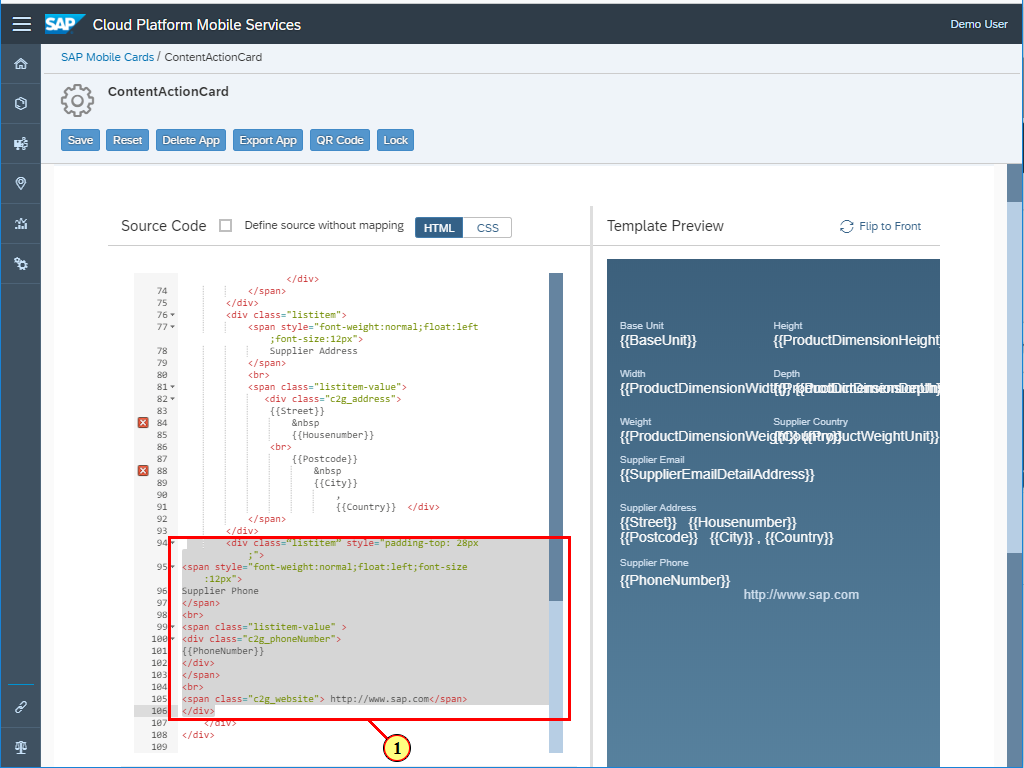 SAP Cloud Platform Mobile Services Demo User
SAP Mobile Cards / ContentActionCard
ContentActionCard
Save Reset Delete App Export App QR Code Lock
Source Code Define source without mapping HTML CSS
</div>
74 </span>
75 </div>
76 <div class="listitem">
77 <span style="font-weight:normal;float:left
;font-size:12px">
78 Supplier Address
79 </span>
80 <br>
81 <span class="listitem-value">
82 <div class="c2g_address">
83 {{Street}}
84 &nbsp
85 {{Housenumber}}
86 <br>
87 {{Postcode}}
88 &nbsp
89 {{City}}
90 ,
91 {{Country}} </div>
92 </span>
93 </div>
94 <div class="listitem" style="padding-top: 28px
;">
95 <span style="font-weight:normal;float:left;font-size
:12px">
96 Supplier Phone
97 </span>
98 <br>
99 <span class="listitem-value" >
100 <div class="c2g_phoneNumber">
101 {{PhoneNumber}}
102 </div>
103 </span>
104 <br>
105 <span class="c2g_website"> http://www.sap.com</span>
106 </div>
107 </div>
108 </div>
109
1
Template Preview Flip to Front
Base Unit Height
{{BaseUnit}} {{ProductDimensionHeight
Width Depth
{{ProductDimensionWidth
Weight Supplier Country
{{ProductDimensionWeight ProductWeightUnit}}
Supplier Email
{{SupplierEmailDetailAddress}}
Supplier Address
{{Street}} {{Housenumber}}
{{Postcode}} {{City}} , {{Country}}
Supplier Phone
{{PhoneNumber}}
http://www.sap.com